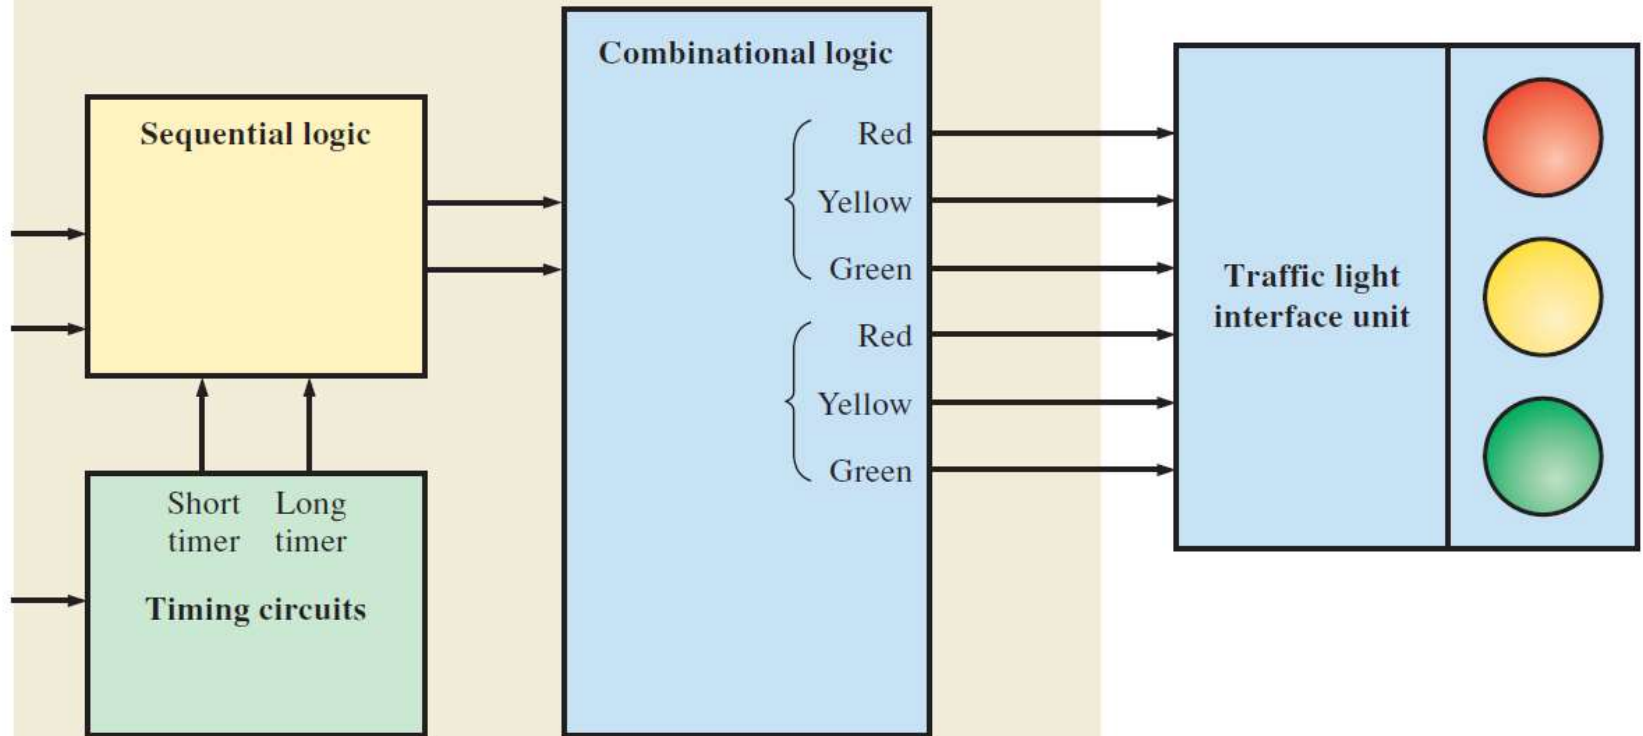 Combinational logic
Sequential logic
Red
Yellow
Green
Red
Yellow
Green
Traffic light
interface unit
Short Long
timer timer
Timing circuits